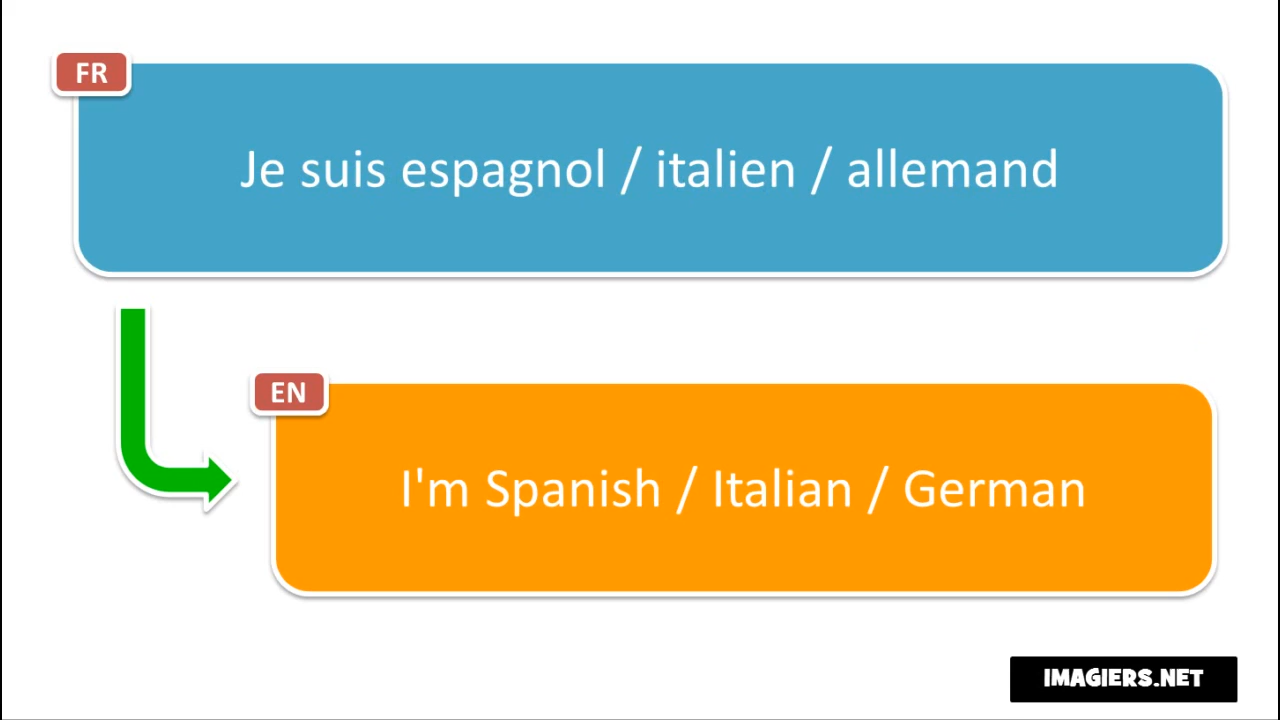 FR
Je suis espagnol / italien / allemand
EN
I'm Spanish / Italian / German
IMAGIERS.NET